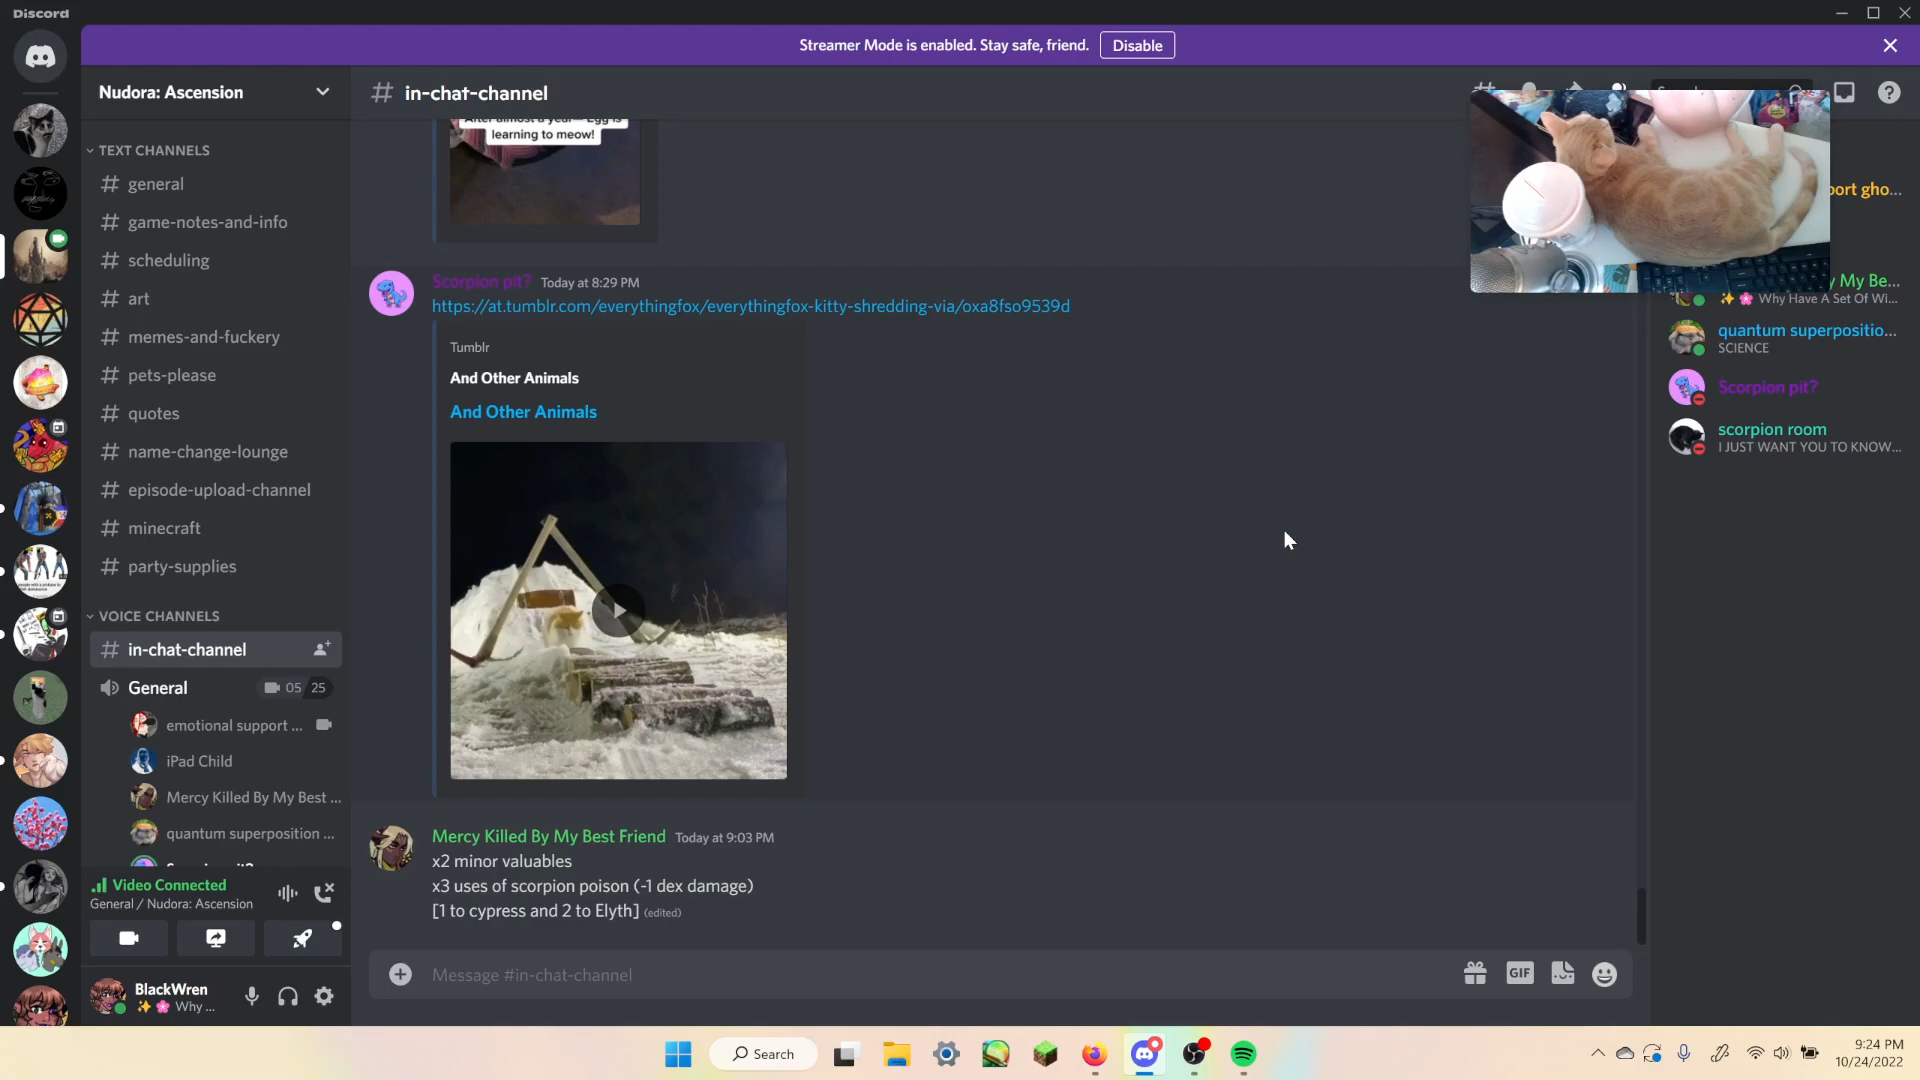 Discord
Streamer Mode is enabled. Stay safe, friend.
Disable
Nudora: Ascension
in-chat-channel
TEXT CHANNELS
general
game-notes-and-info
scheduling
art
memes-and-fuckery
pets-please
quotes
name-change-lounge
episode-upload-channel
minecraft
party-supplies
VOICE CHANNELS
in-chat-channel
General
05 25
emotional support ...
iPad Child
Mercy Killed By My Best ...
quantum superposition ...
Video Connected
General / Nudora: Ascension
BlackWren
Why ...
After almost a year— Egg is
learning to meow!
Scorpion pit? Today at 8:29 PM
https://at.tumblr.com/everythingfox/everythingfox-kitty-shredding-via/oxa8fso9539d
Tumblr
And Other Animals
And Other Animals
Mercy Killed By My Best Friend Today at 9:03 PM
x2 minor valuables
x3 uses of scorpion poison (-1 dex damage)
[1 to cypress and 2 to Elyth] (edited)
Message #in-chat-channel
GIF
port gho...
y My Be...
Why Have A Set Of Wi...
quantum superpositio...
SCIENCE
Scorpion pit?
scorpion room
I JUST WANT YOU TO KNOW...
Search
9:24 PM
10/24/2022